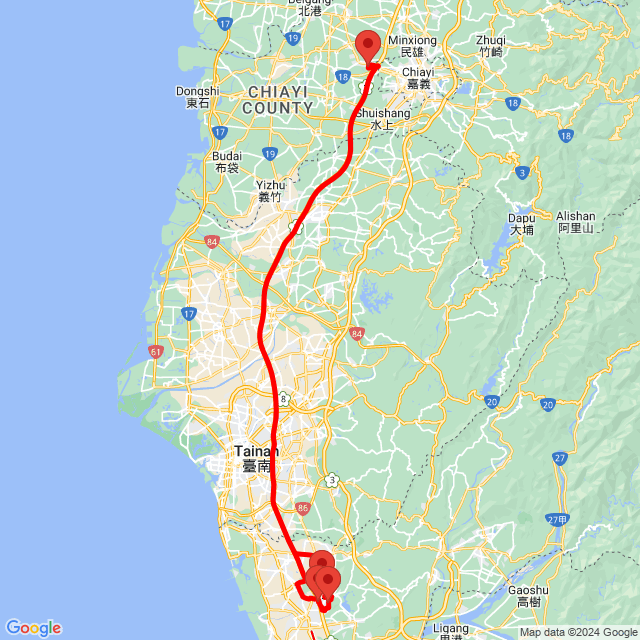 Beigang
北港
Minxiong
民雄
Zhuqi
竹崎
18
CHIAYI
COUNTY
Chiayi
嘉義
Dongshi
東石
17
Shuishang
水上
18
18
19
Budai
布袋
3
Yizhu
義竹
Dapu
大埔
Alishan
阿里山
84
17
84
61
8
20
20
Tainan
臺南
27
3
86
27甲
Gaoshu
高樹
Ligang
里港
Google
Map data ©2024 Google